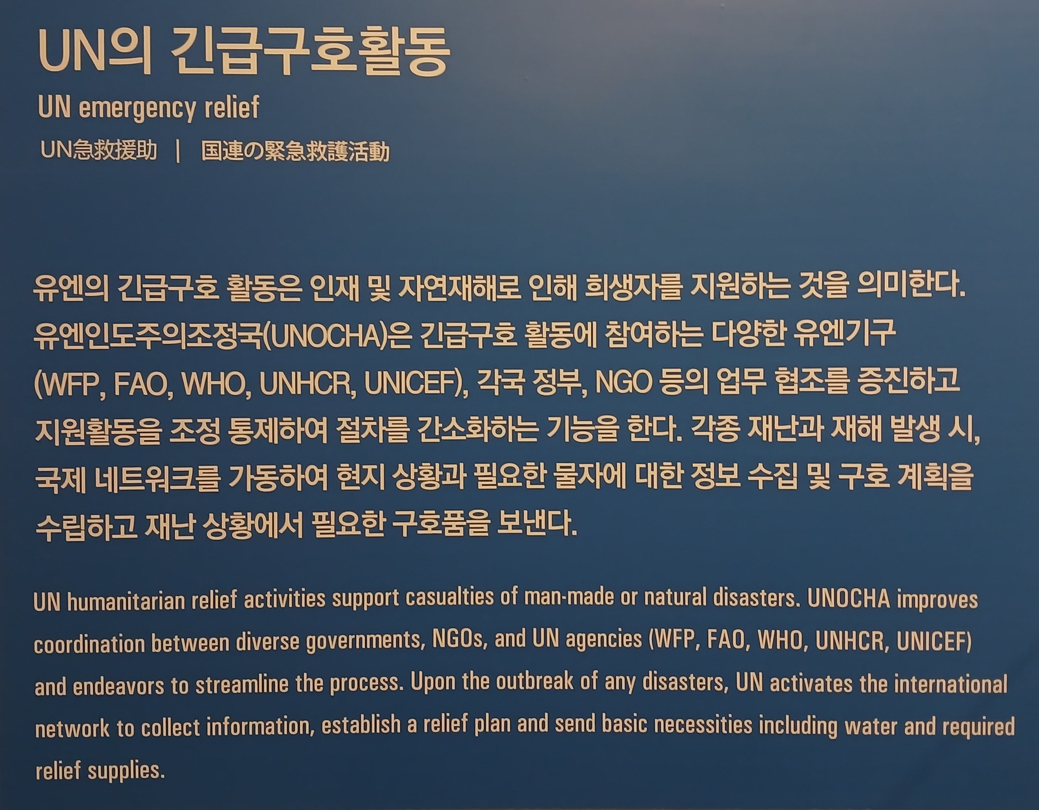 UN의 긴급구호활동
UN emergency relief
UN急救援助 | 国連の緊急救護活動
유엔의 긴급구호 활동은 인재 및 자연재해로 인해 희생자를 지원하는 것을 의미한다.
유엔인도주의조정국(UNOCHA)은 긴급구호 활동에 참여하는 다양한 유엔기구
(WFP, FAO, WHO, UNHCR, UNICEF), 각국 정부, NGO 등의 업무 협조를 증진하고
지원활동을 조정 통제하여 절차를 간소화하는 기능을 한다. 각종 재난과 재해 발생 시,
국제 네트워크를 가동하여 현지 상황과 필요한 물자에 대한 정보 수집 및 구호 계획을
수립하고 재난 상황에서 필요한 구호품을 보낸다.
UN humanitarian relief activities support casualties of man-made or natural disasters. UNOCHA improves
coordination between diverse governments, NGOs, and UN agencies (WFP, FAO, WHO, UNHCR, UNICEF)
and endeavors to streamline the process. Upon the outbreak of any disasters, UN activates the international
network to collect information, establish a relief plan and send basic necessities including water and required
relief supplies.